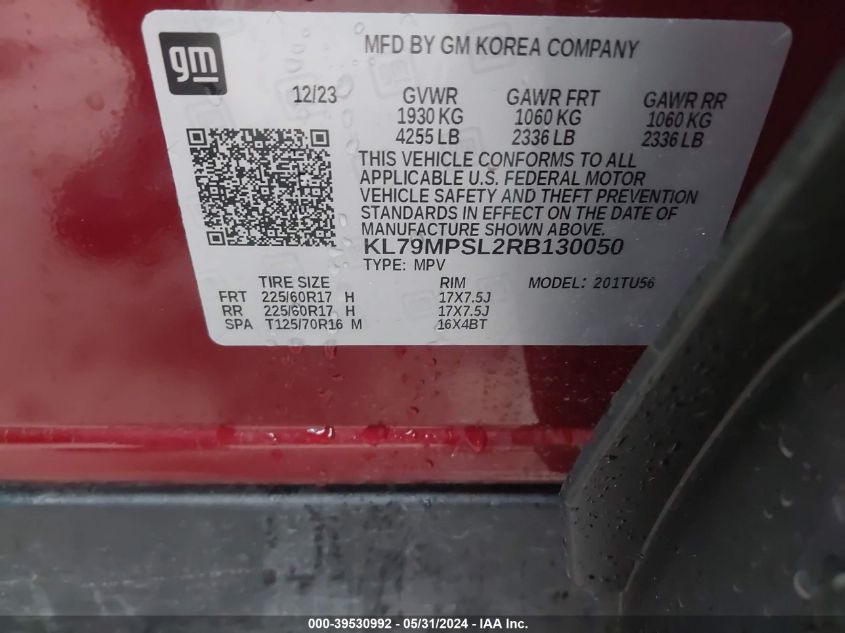 gm
MFD BY GM KOREA COMPANY
12/23 GVWR GAWR FRT GAWR RR
1930 KG 1060 KG 1060 KG
4255 LB 2336 LB 2336 LB
THIS VEHICLE CONFORMS TO ALL
APPLICABLE U.S. FEDERAL MOTOR
VEHICLE SAFETY AND THEFT PREVENTION
STANDARDS IN EFFECT ON THE DATE OF
MANUFACTURE SHOWN ABOVE.
KL79MPSL2RB130050
TYPE: MPV
TIRE SIZE RIM MODEL: 201TU56
FRT 225/60R17 H 17X7.5J
RR 225/60R17 H 17X7.5J
SPA T125/70R16 M 16X4BT
000-39530992 - 05/31/2024 - IAA Inc.